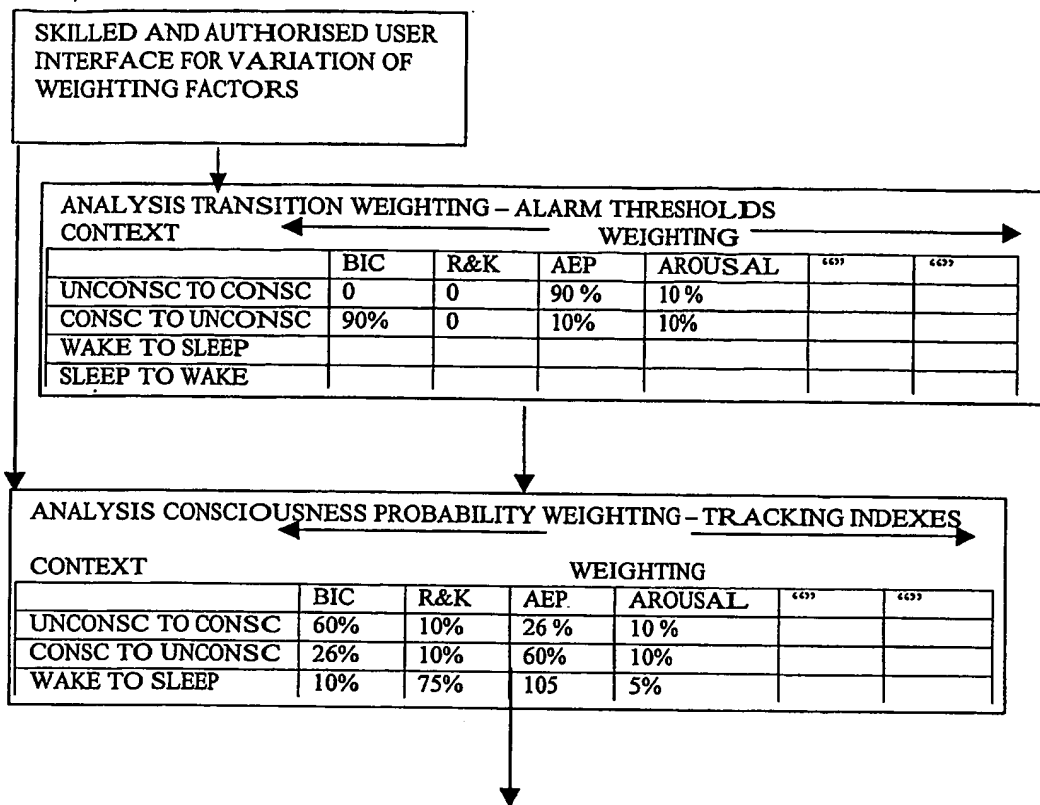 SKILLED AND AUTHORISED USER
INTERFACE FOR VARIATION OF
WEIGHTING FACTORS
ANALYSIS TRANSITION WEIGHTING – ALARM THRESHOLDS
CONTEXT WEIGHTING
BIC R&K AEP AROUSAL “” “”
UNCONSC TO CONSC 0 0 90 % 10 %
CONSC TO UNCONSC 90% 0 10% 10%
WAKE TO SLEEP
SLEEP TO WAKE
ANALYSIS CONSCIOUSNESS PROBABILITY WEIGHTING – TRACKING INDEXES
CONTEXT WEIGHTING
BIC R&K AEP. AROUSAL “” “”
UNCONSC TO CONSC 60% 10% 26 % 10 %
CONSC TO UNCONSC 26% 10% 60% 10%
WAKE TO SLEEP 10% 75% 105 5%